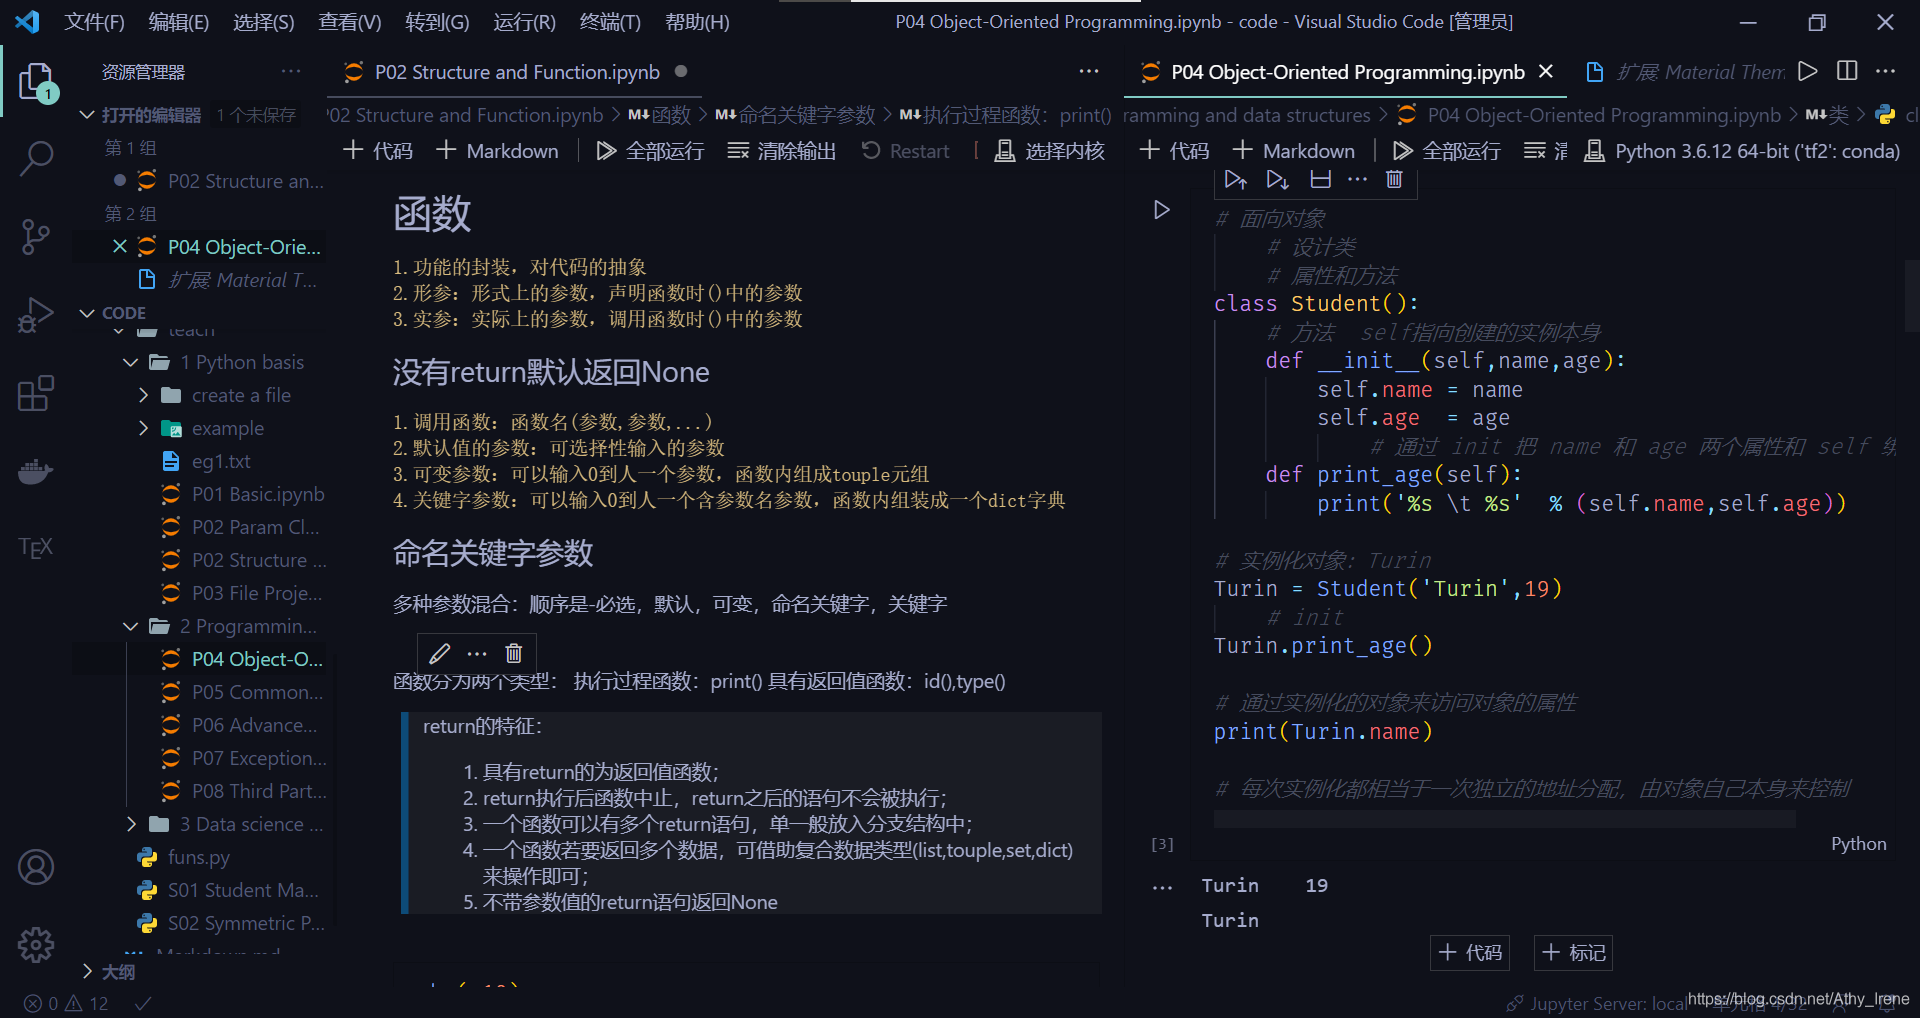 文件(F) 编辑(E) 选择(S) 查看(V) 转到(G) 运行(R) 终端(T) 帮助(H) P04 Object-Oriented Programming.ipynb - code - Visual Studio Code [管理员]
资源管理器 ···
1
打开的编辑器 1 个未保存
第 1 组
P02 Structure an...
第 2 组
P04 Object-Orie...
扩展 Material T...
CODE
teach
1 Python basis
create a file
example
eg1.txt
P01 Basic.ipynb
P02 Param Cl...
P02 Structure ...
P03 File Proje...
2 Programmin...
P04 Object-O...
P05 Common...
P06 Advance...
P07 Exception...
P08 Third Part...
3 Data science ...
funs.py
S01 Student Ma...
S02 Symmetric P...
Markdown.md
大纲
TEX
P02 Structure and Function.ipynb
P02 Structure and Function.ipynb > M↓函数 > M↓命名关键字参数 > M↓执行过程函数：print()
+ 代码 + Markdown 全部运行 清除输出 Restart 选择内核
函数
1.功能的封装，对代码的抽象
2.形参：形式上的参数，声明函数时()中的参数
3.实参：实际上的参数，调用函数时()中的参数
没有return默认返回None
1.调用函数：函数名(参数,参数,...)
2.默认值的参数：可选择性输入的参数
3.可变参数：可以输入0到人一个参数，函数内组成touple元组
4.关键字参数：可以输入0到人一个含参数名参数，函数内组装成一个dict字典
命名关键字参数
多种参数混合：顺序是-必选，默认，可变，命名关键字，关键字
函数分为两个类型： 执行过程函数：print() 具有返回值函数：id(),type()
return的特征：
1. 具有return的为返回值函数；
2. return执行后函数中止，return之后的语句不会被执行；
3. 一个函数可以有多个return语句，单一般放入分支结构中；
4. 一个函数若要返回多个数据，可借助复合数据类型(list,touple,set,dict)
来操作即可；
5. 不带参数值的return语句返回None
P04 Object-Oriented Programming.ipynb 扩展: Material Them
ramming and data structures > P04 Object-Oriented Programming.ipynb > M↓类 > cl
+ 代码 + Markdown 全部运行 清 Python 3.6.12 64-bit ('tf2': conda)
# 面向对象
# 设计类
# 属性和方法
class Student():
# 方法 self指向创建的实例本身
def __init__(self,name,age):
self.name = name
self.age = age
# 通过 init 把 name 和 age 两个属性和 self 绑
def print_age(self):
print('%s \t %s' % (self.name,self.age))
# 实例化对象：Turin
Turin = Student('Turin',19)
# init
Turin.print_age()
# 通过实例化的对象来访问对象的属性
print(Turin.name)
# 每次实例化都相当于一次独立的地址分配，由对象自己本身来控制
[3] Python
Turin 19
Turin
+ 代码 + 标记
0 12 Jupyter Server: local
https://blog.csdn.net/Athy_Irene